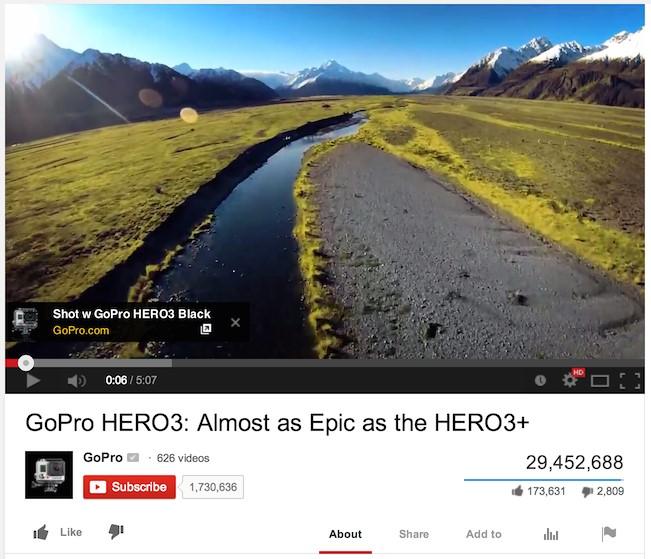 Shot w GoPro HERO3 Black
GoPro.com
0:06 / 5:07
HD
GoPro HERO3: Almost as Epic as the HERO3+
GoPro · 626 videos
Subscribe 1,730,636
29,452,688
173,631 2,809
Like
About Share Add to